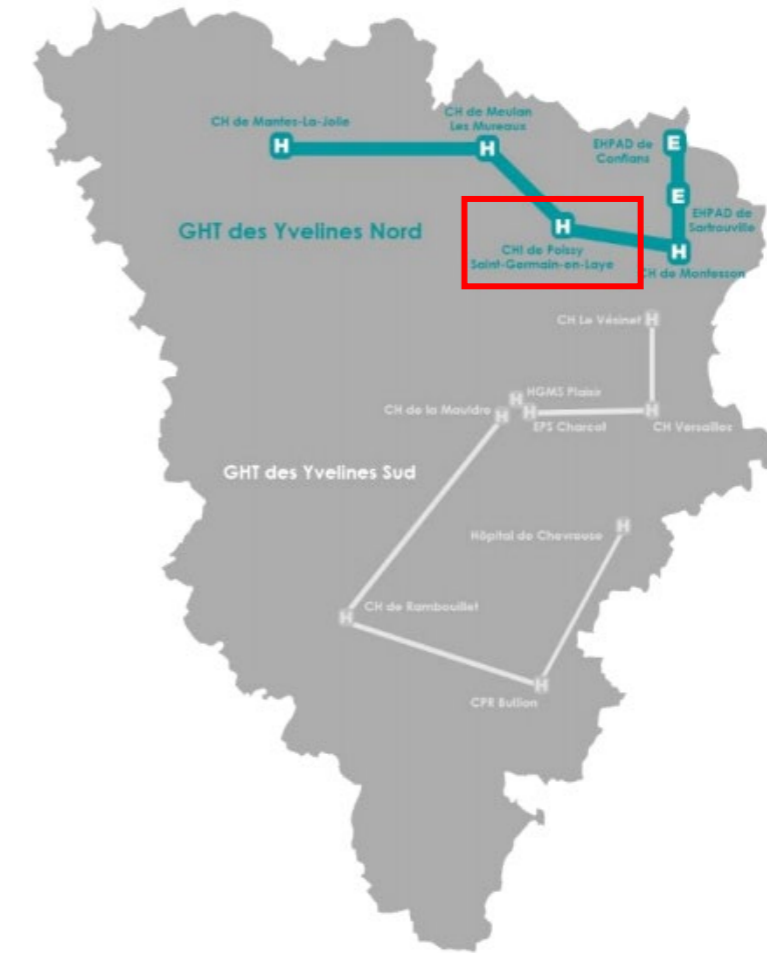 CH de Mantes-La-Jolie
H
CH de Meulan
Les Mureaux
H
EHPAD de
Conflans
E
GHT des Yvelines Nord
H
CHI de Poissy
Saint-Germain-en-Laye
E
EHPAD de
Sartrouville
H
CH de Montesson
CH Le Vésinet H
HGMS Plaisir
H
CH de la Mauldre H
H
EPS Charcot
H
CH Versailles
GHT des Yvelines Sud
Hôpital de Chevreuse
H
H
CH de Rambouillet
H
CPR Bullion